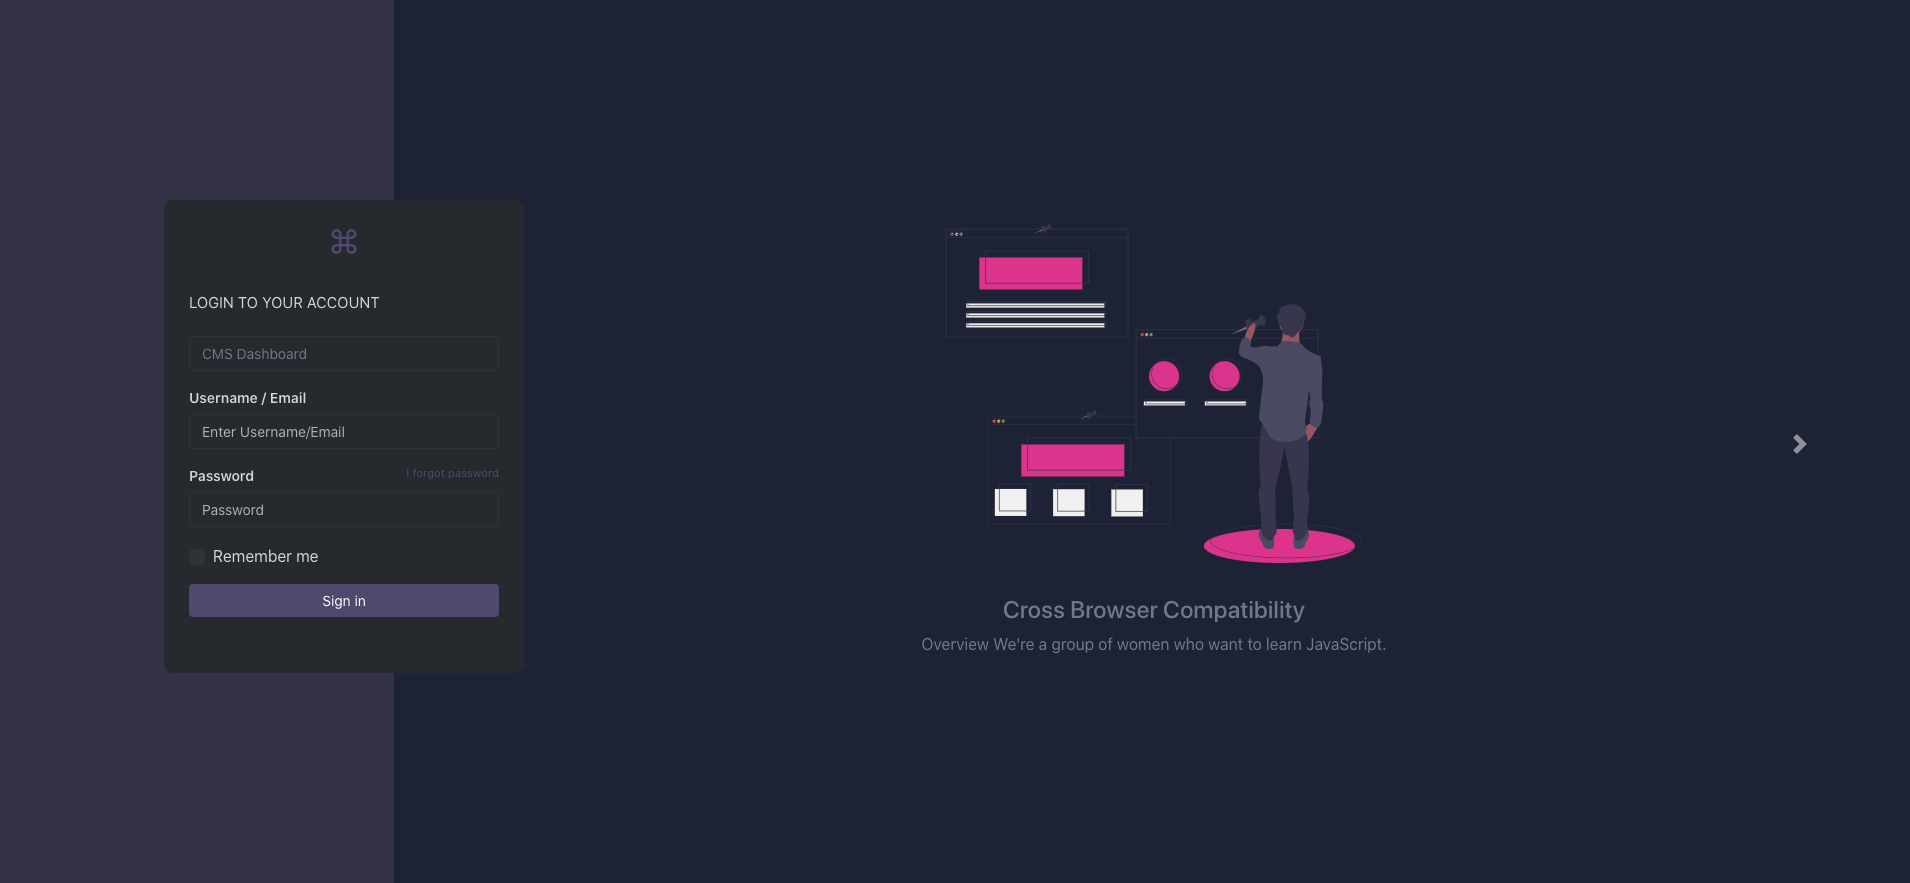 LOGIN TO YOUR ACCOUNT
CMS Dashboard
Username / Email
Enter Username/Email
Password
I forgot password
Password
Remember me
Sign in
Cross Browser Compatibility
Overview We're a group of women who want to learn JavaScript.